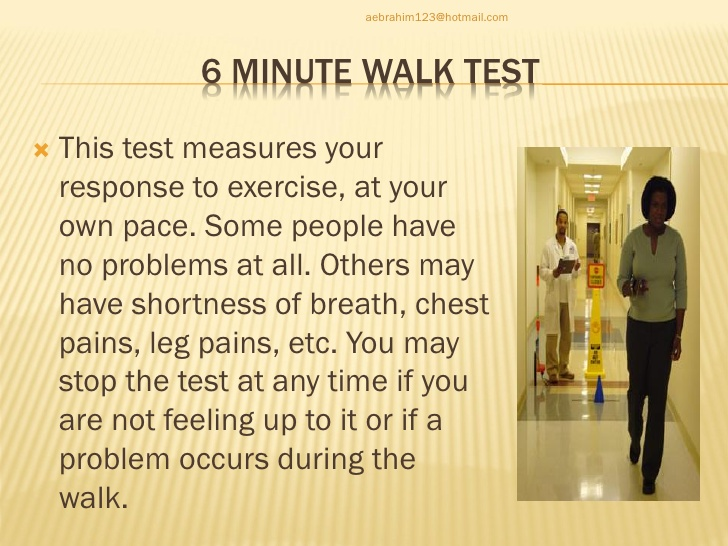 aebrahim123@hotmail.com
6 MINUTE WALK TEST
This test measures your
response to exercise, at your
own pace. Some people have
no problems at all. Others may
have shortness of breath, chest
pains, leg pains, etc. You may
stop the test at any time if you
are not feeling up to it or if a
problem occurs during the
walk.